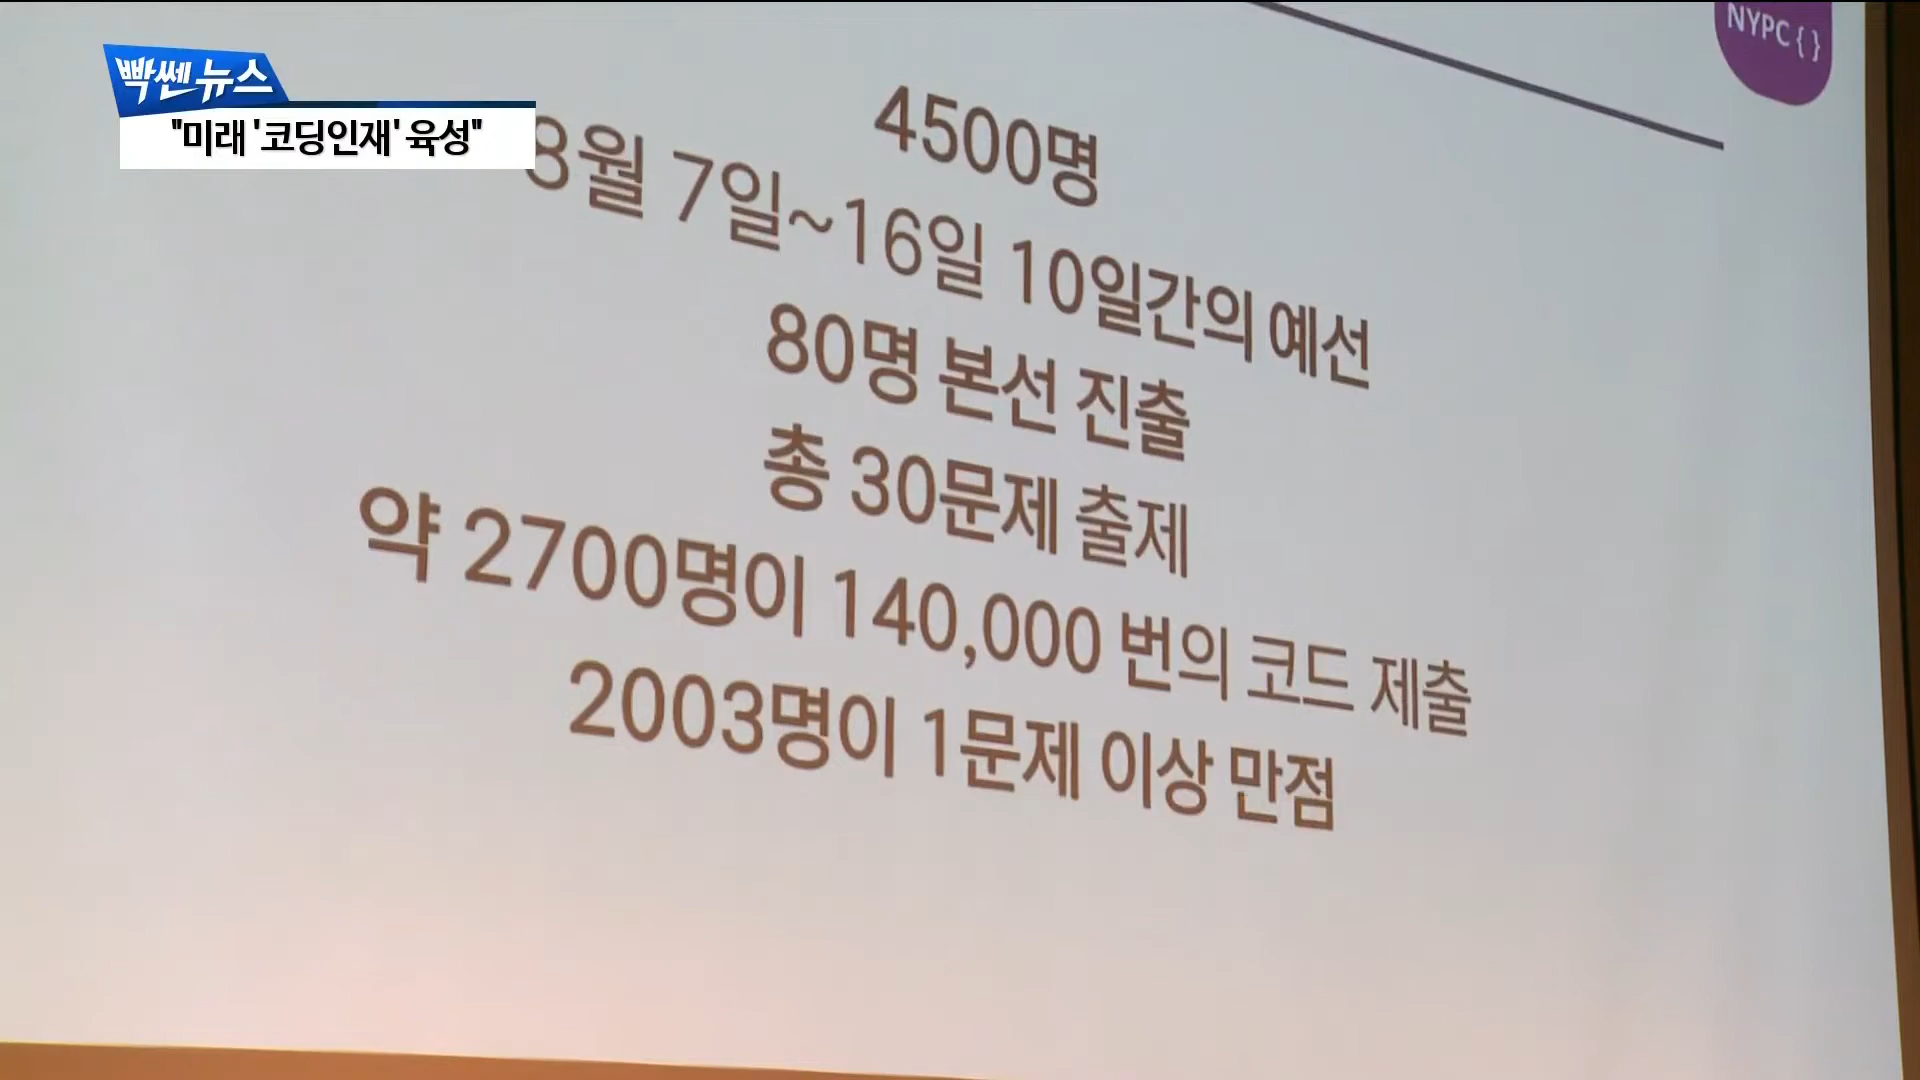 빡쎈뉴스
"미래 '코딩인재' 육성"
NYPC { }
4500명
8월 7일~16일 10일간의 예선
80명 본선 진출
총 30문제 출제
약 2700명이 140,000 번의 코드 제출
2003명이 1문제 이상 만점